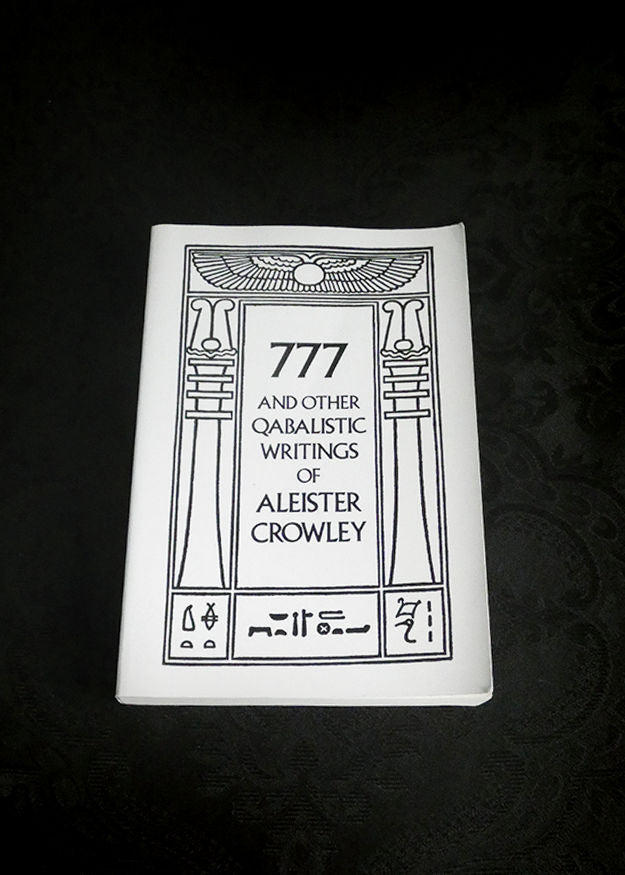 777
AND OTHER
QABALISTIC
WRITINGS
OF
ALEISTER
CROWLEY